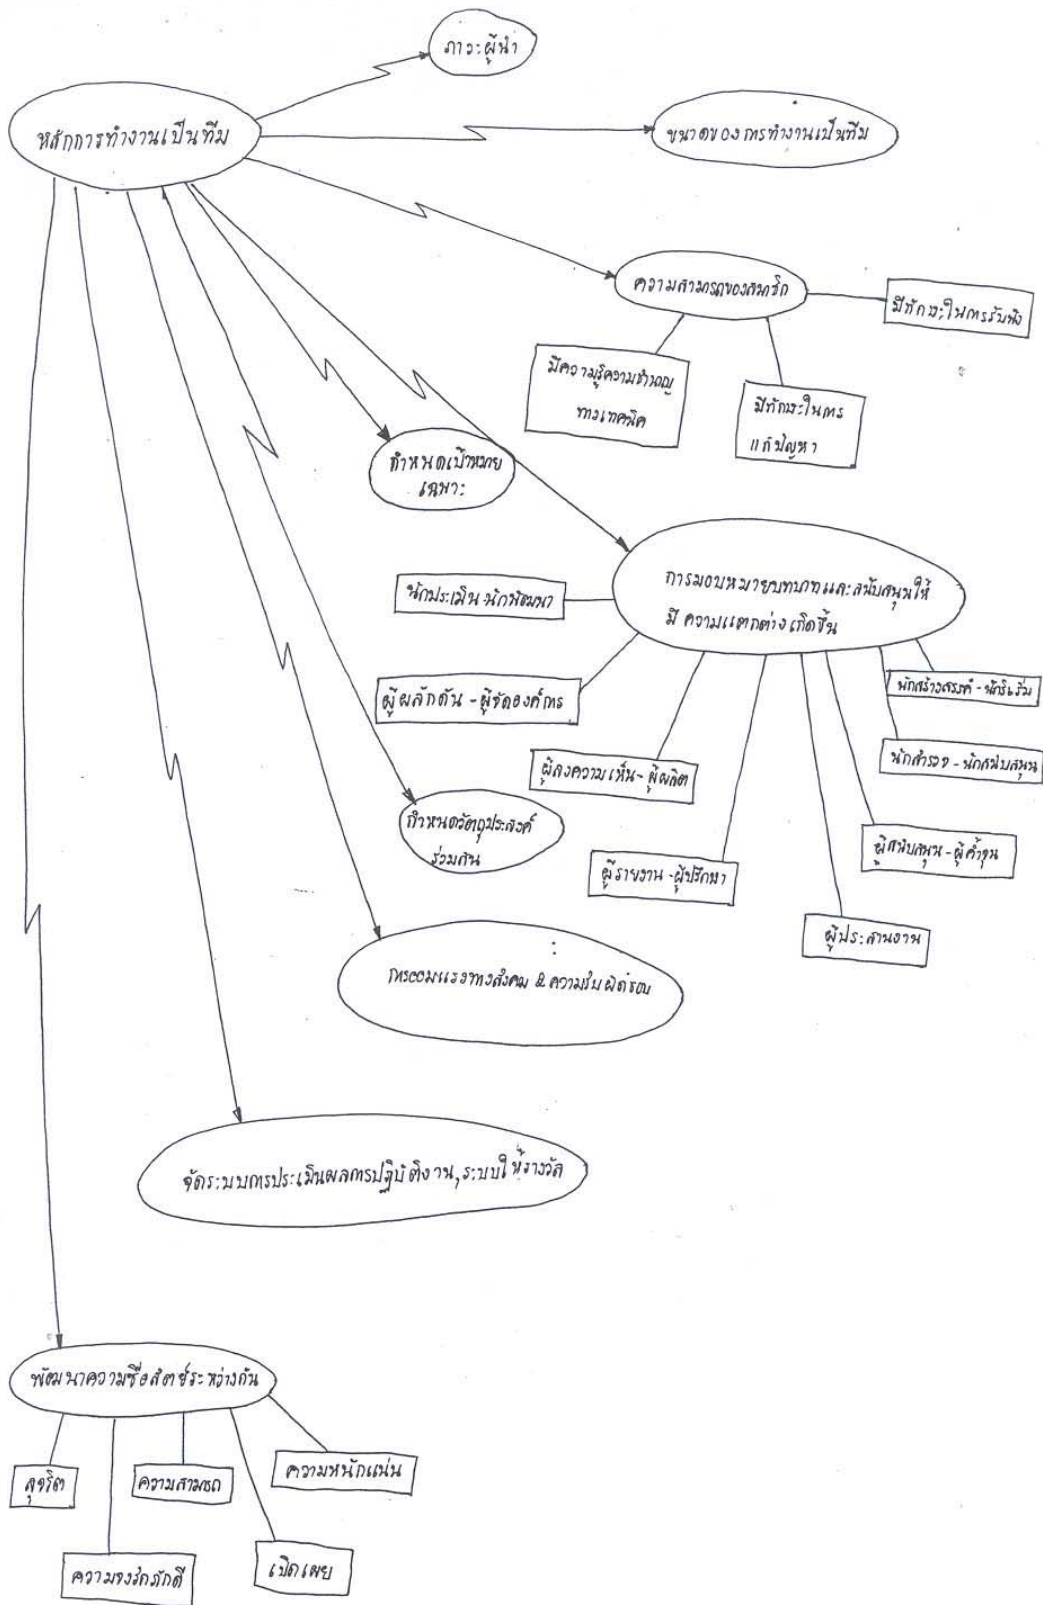 ภาวะผู้นำ
หลักการทำงานเป็นทีม
ขนาดของการทำงานเป็นทีม
ความสามารถของสมาชิก
มีทักษะในการรับฟัง
มีความรู้ความชำนาญ
ทางเทคนิค
มีทักษะในการ
แก้ปัญหา
กำหนดเป้าหมาย
เฉพาะ
การมอบหมายบทบาทและสนับสนุนให้
มีความแตกต่างเกิดขึ้น
นักประเมิน-นักพัฒนา
ผู้ผลักดัน - ผู้จัดองค์การ
นักสร้างสรรค์ - นักริเริ่ม
นักสำรวจ - นักสนับสนุน
ผู้ลงความเห็น - ผู้ผลิต
ผู้สนับสนุน - ผู้ค้ำจุน
ผู้รายงาน - ผู้ปรึกษา
ผู้ประสานงาน
กำหนดวัตถุประสงค์
ร่วมกัน
การออมแรงทางสังคม & ความรับผิดชอบ
จัดระบบการประเมินผลการปฏิบัติงาน, ระบบให้รางวัล
พัฒนาความซื่อสัตย์ระหว่างกัน
สุจริต
ความสามารถ
ความหนักแน่น
ความจงรักภักดี
เปิดเผย